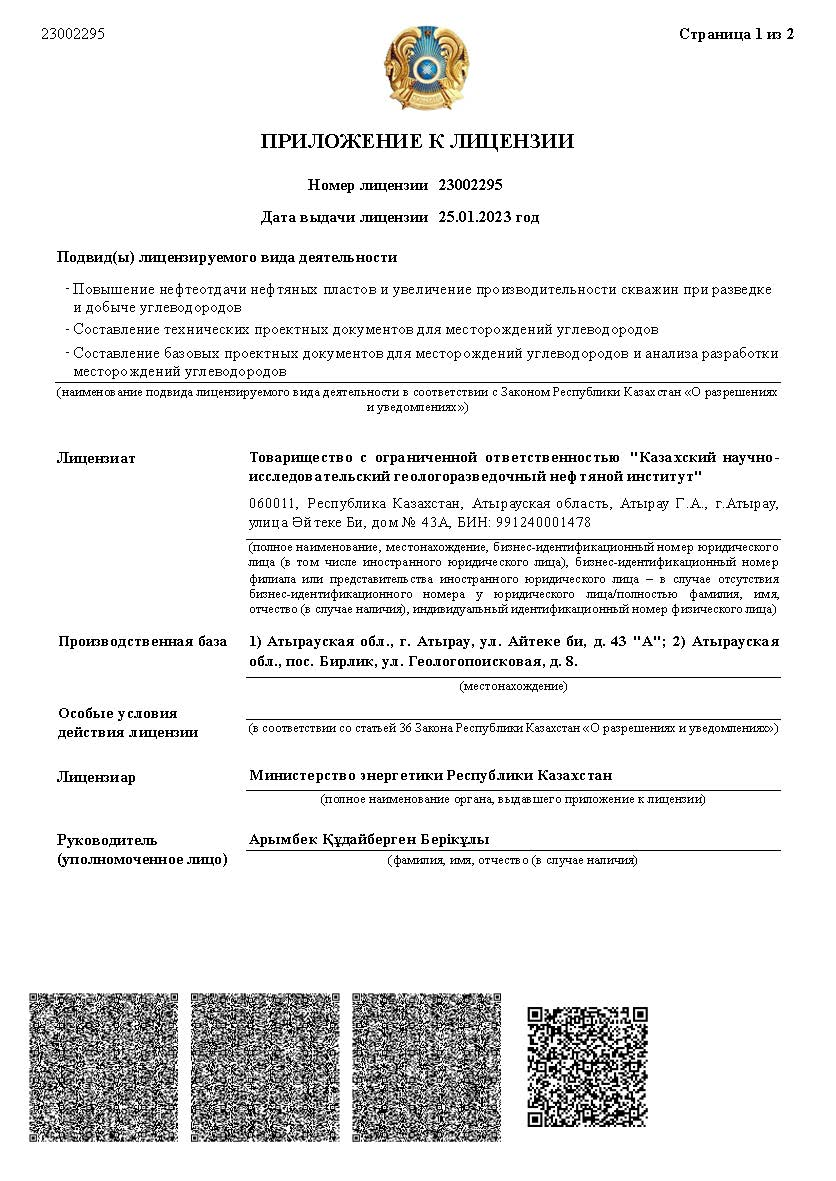 23002295
Страница 1 из 2
ПРИЛОЖЕНИЕ К ЛИЦЕНЗИИ
Номер лицензии 23002295
Дата выдачи лицензии 25.01.2023 год
Подвид(ы) лицензируемого вида деятельности
- Повышение нефтеотдачи нефтяных пластов и увеличение производительности скважин при разведке
и добыче углеводородов
- Составление технических проектных документов для месторождений углеводородов
- Составление базовых проектных документов для месторождений углеводородов и анализа разработки
месторождений углеводородов
(наименование подвида лицензируемого вида деятельности в соответствии с Законом Республики Казахстан «О разрешениях
и уведомлениях»)
Лицензиат
Товарищество с ограниченной ответственностью "Казахский научно-
исследовательский геологоразведочный нефтяной институт"
060011, Республика Казахстан, Атырауская область, Атырау Г.А., г.Атырау,
улица Әйтеке Би, дом № 43А, БИН: 991240001478
(полное наименование, местонахождение, бизнес-идентификационный номер юридического
лица (в том числе иностранного юридического лица), бизнес-идентификационный номер
филиала или представительства иностранного юридического лица – в случае отсутствия
бизнес-идентификационного номера у юридического лица/полностью фамилия, имя,
отчество (в случае наличия), индивидуальный идентификационный номер физического лица)
Производственная база
1) Атырауская обл., г. Атырау, ул. Айтеке би, д. 43 "А"; 2) Атырауская
обл., пос. Бирлик, ул. Геологопоисковая, д. 8.
(местонахождение)
Особые условия
действия лицензии
(в соответствии со статьей 36 Закона Республики Казахстан «О разрешениях и уведомлениях»)
Лицензиар
Министерство энергетики Республики Казахстан
(полное наименование органа, выдавшего приложение к лицензии)
Руководитель
(уполномоченное лицо)
Арымбек Құдайберген Берікұлы
(фамилия, имя, отчество (в случае наличия)